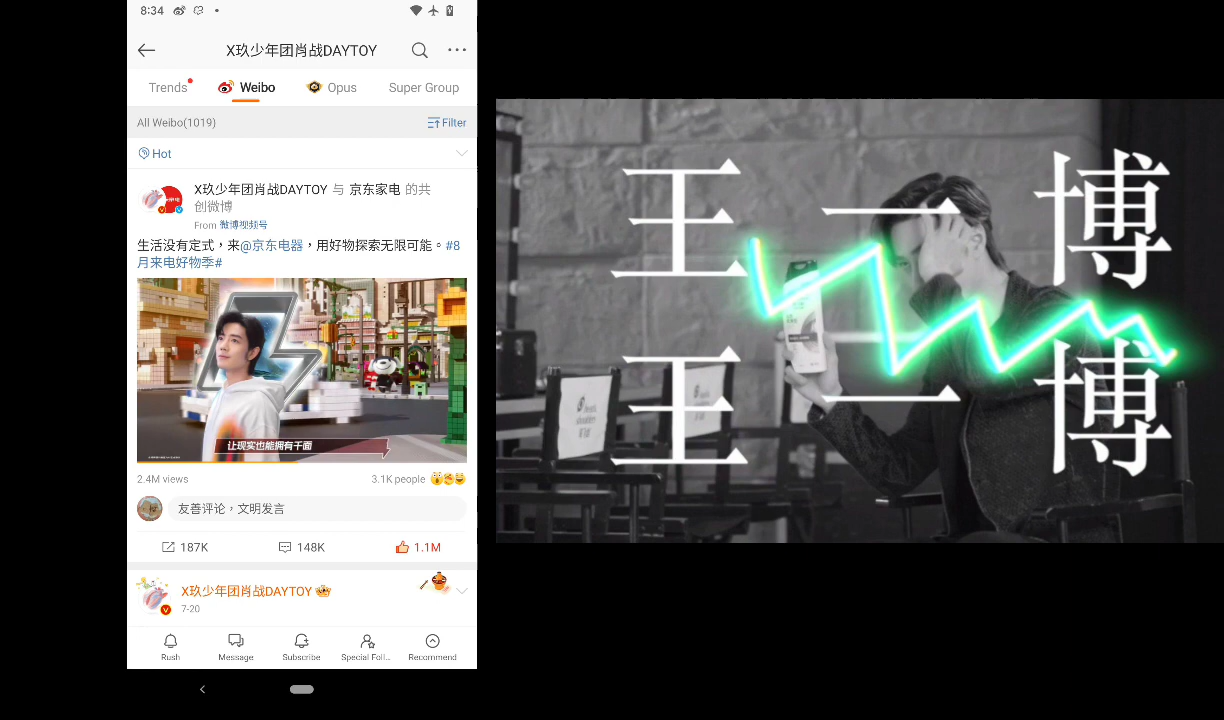 8:34
X玖少年团肖战DAYTOY
Trends
Weibo
Opus
Super Group
All Weibo(1019)
Filter
Hot
X玖少年团肖战DAYTOY 与 京东家电 的共
创微博
From 微博视频号
生活没有定式，来@京东电器，用好物探索无限可能。#8
月来电好物季#
让现实也能拥有千面
2.4M views
3.1K people
友善评论，文明发言
187K
148K
1.1M
X玖少年团肖战DAYTOY
7-20
Rush
Message
Subscribe
Special Foll...
Recommend
王一博
王一博